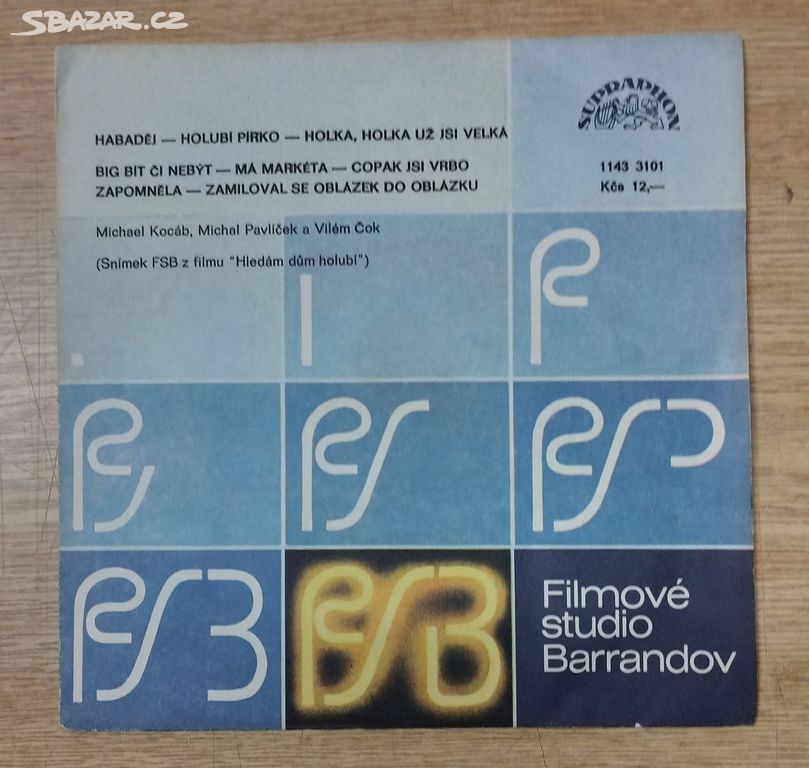 SBAZAR.CZ
SUPRAPHON
HABADĚJ — HOLUBÍ PÍRKO — HOLKA, HOLKA UŽ JSI VELKÁ
BIG BÍT ČI NEBÝT — MÁ MARKÉTA — COPAK JSI VRBO
ZAPOMNĚLA — ZAMILOVAL SE OBLÁZEK DO OBLÁZKU
1143 3101
Kčs 12,—
Michael Kocáb, Michal Pavlíček a Vilém Čok
(Snímek FSB z filmu "Hledám dům holubí")
FSB
FSB
Filmové
studio
Barrandov